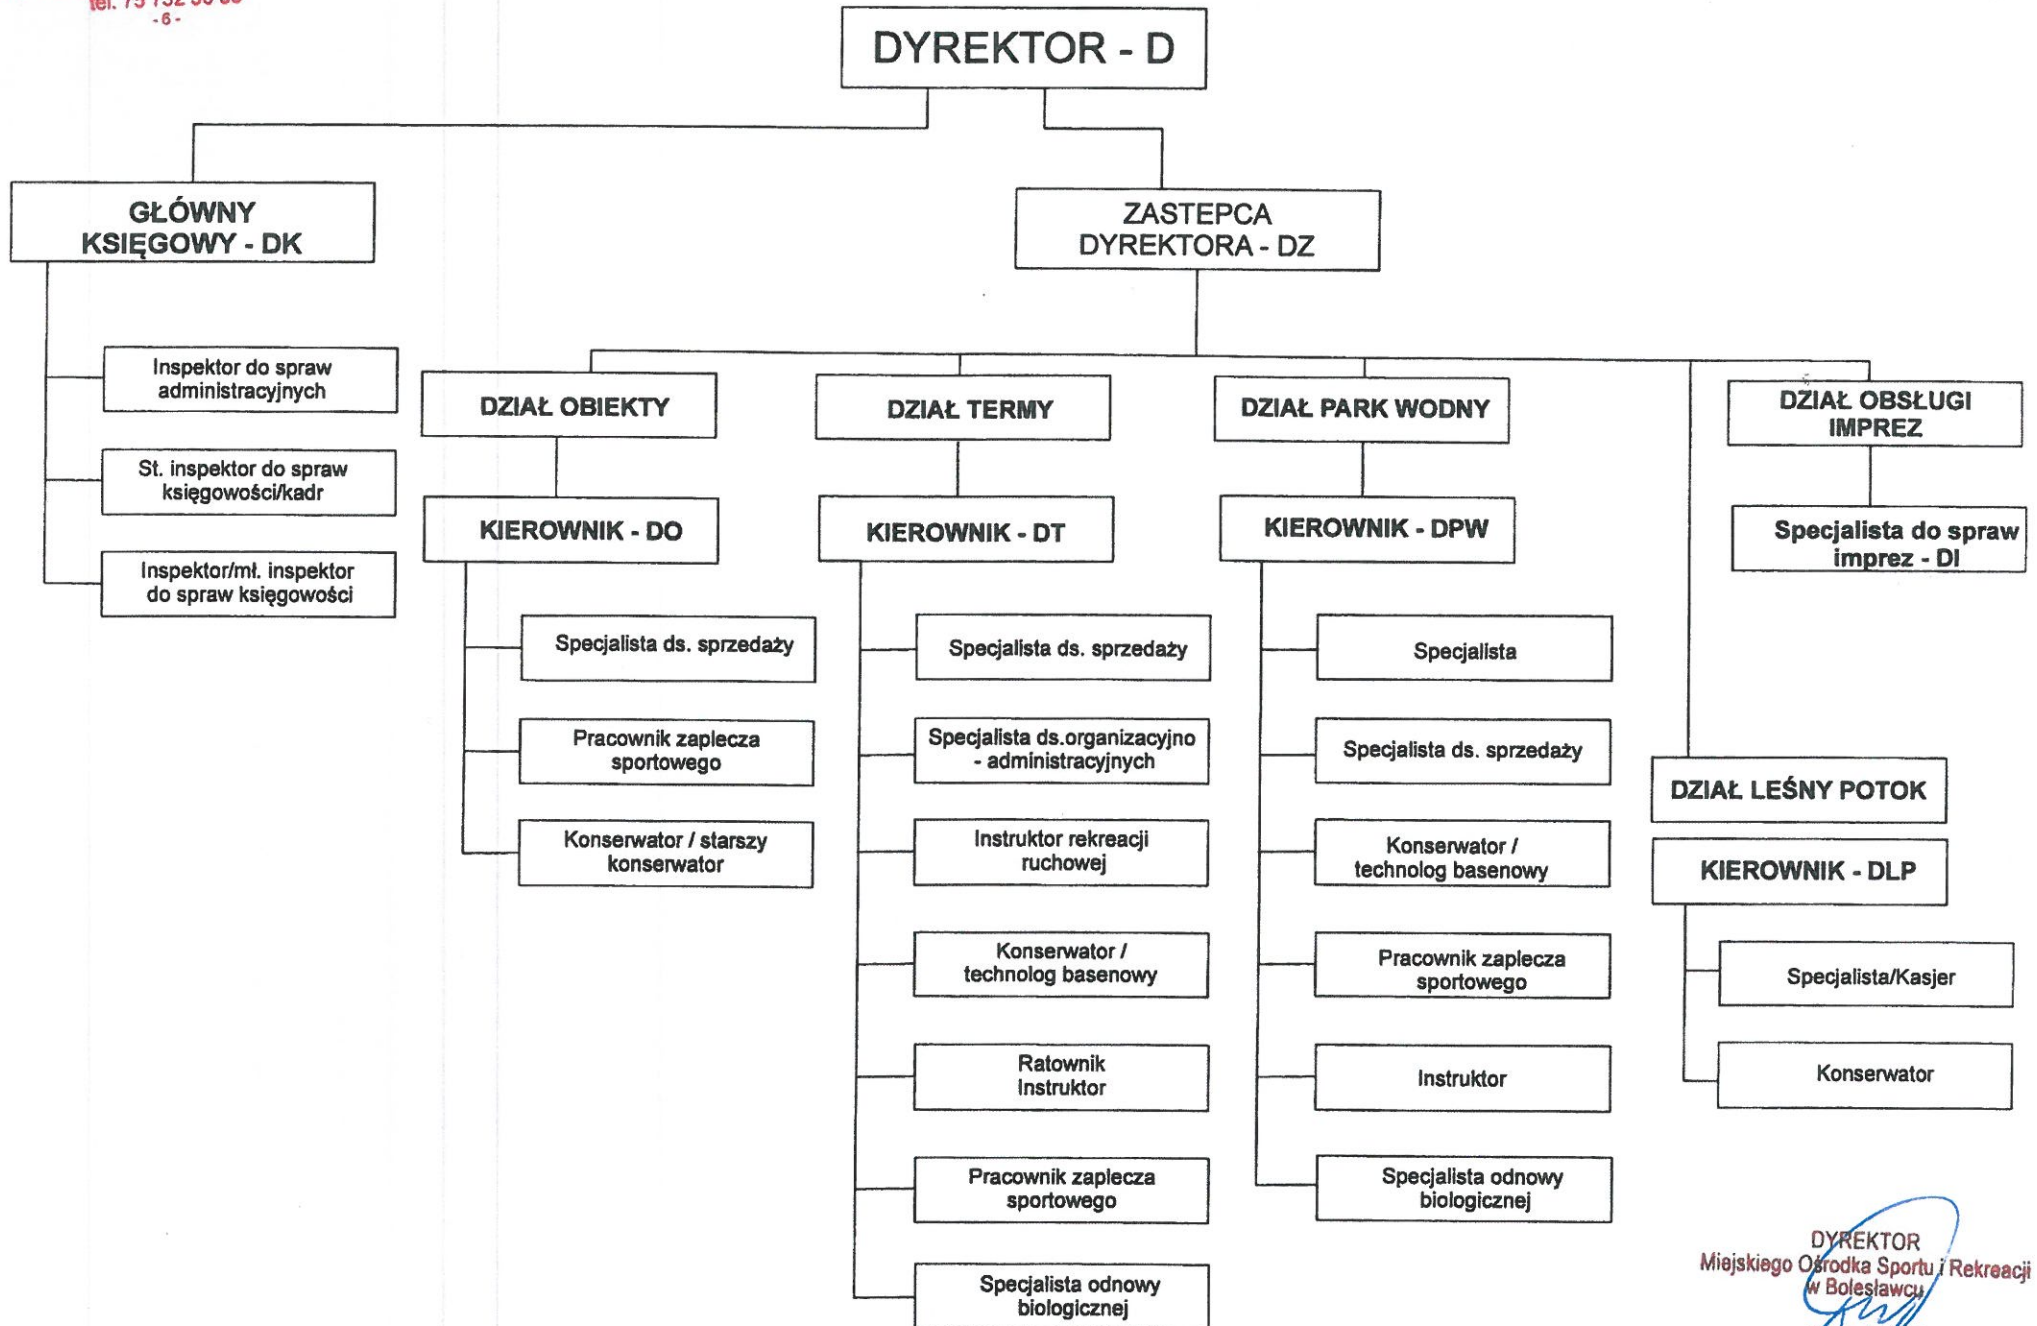 - 6 -
DYREKTOR - D
GŁÓWNY
KSIĘGOWY - DK
ZASTEPCA
DYREKTORA - DZ
Inspektor do spraw
administracyjnych
St. inspektor do spraw
księgowości/kadr
Inspektor/mł. inspektor
do spraw księgowości
DZIAŁ OBIEKTY
KIEROWNIK - DO
Specjalista ds. sprzedaży
Pracownik zaplecza
sportowego
Konserwator / starszy
konserwator
DZIAŁ TERMY
KIEROWNIK - DT
Specjalista ds. sprzedaży
Specjalista ds.organizacyjno
- administracyjnych
Instruktor rekreacji
ruchowej
Konserwator /
technolog basenowy
Ratownik
Instruktor
Pracownik zaplecza
sportowego
Specjalista odnowy
biologicznej
DZIAŁ PARK WODNY
KIEROWNIK - DPW
Specjalista
Specjalista ds. sprzedaży
Konserwator /
technolog basenowy
Pracownik zaplecza
sportowego
Instruktor
Specjalista odnowy
biologicznej
DZIAŁ OBSŁUGI
IMPREZ
Specjalista do spraw
imprez - DI
DZIAŁ LEŚNY POTOK
KIEROWNIK - DLP
Specjalista/Kasjer
Konserwator
DYREKTOR
Miejskiego Ośrodka Sportu i Rekreacji
w Bolesławcu